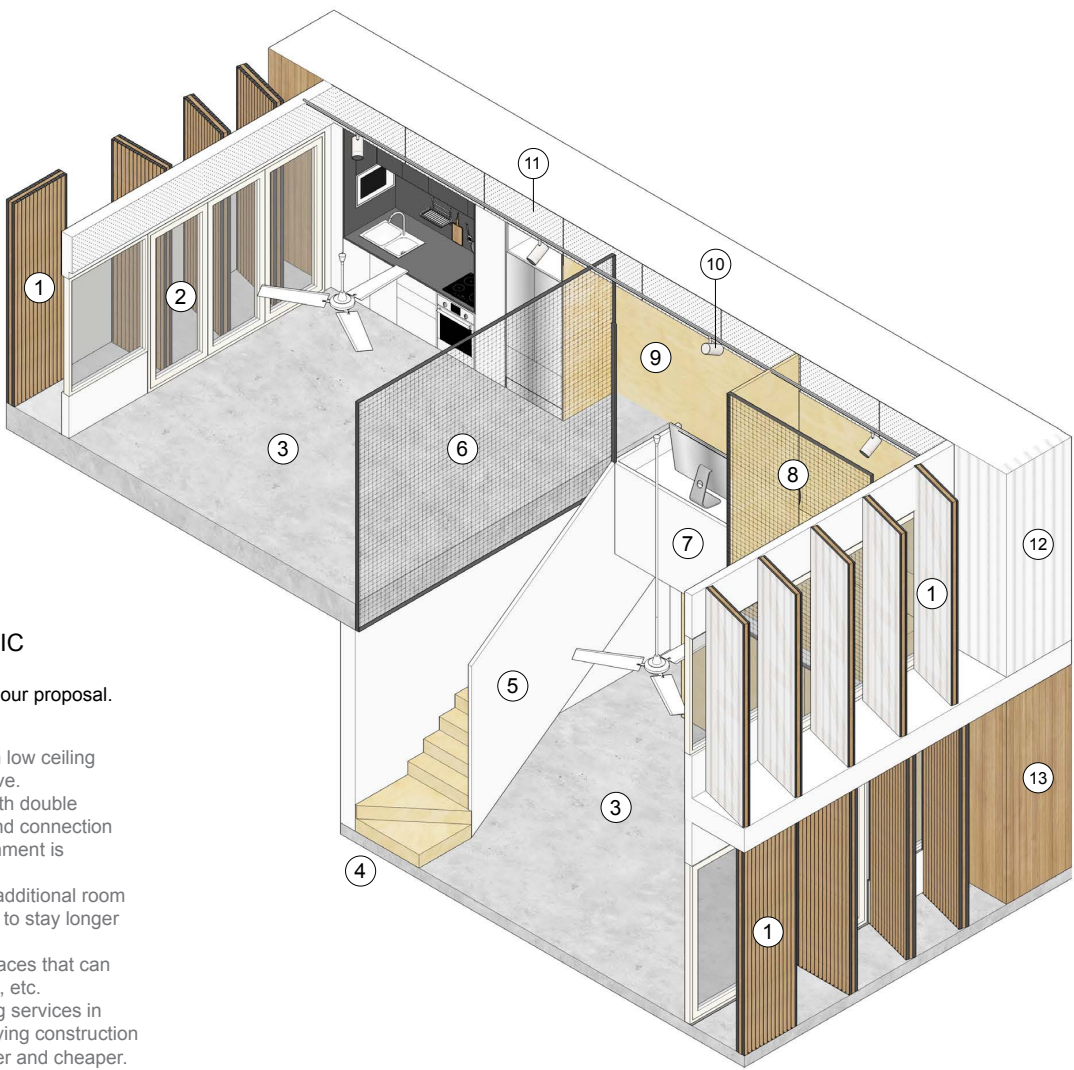 11
10
1
2
9
3
6
8
12
7
1
IC
our proposal.
5
low ceiling
ve.
th double
nd connection
13
3
nment is
4
additional room
to stay longer
1
aces that can
, etc.
g services in
ving construction
er and cheaper.